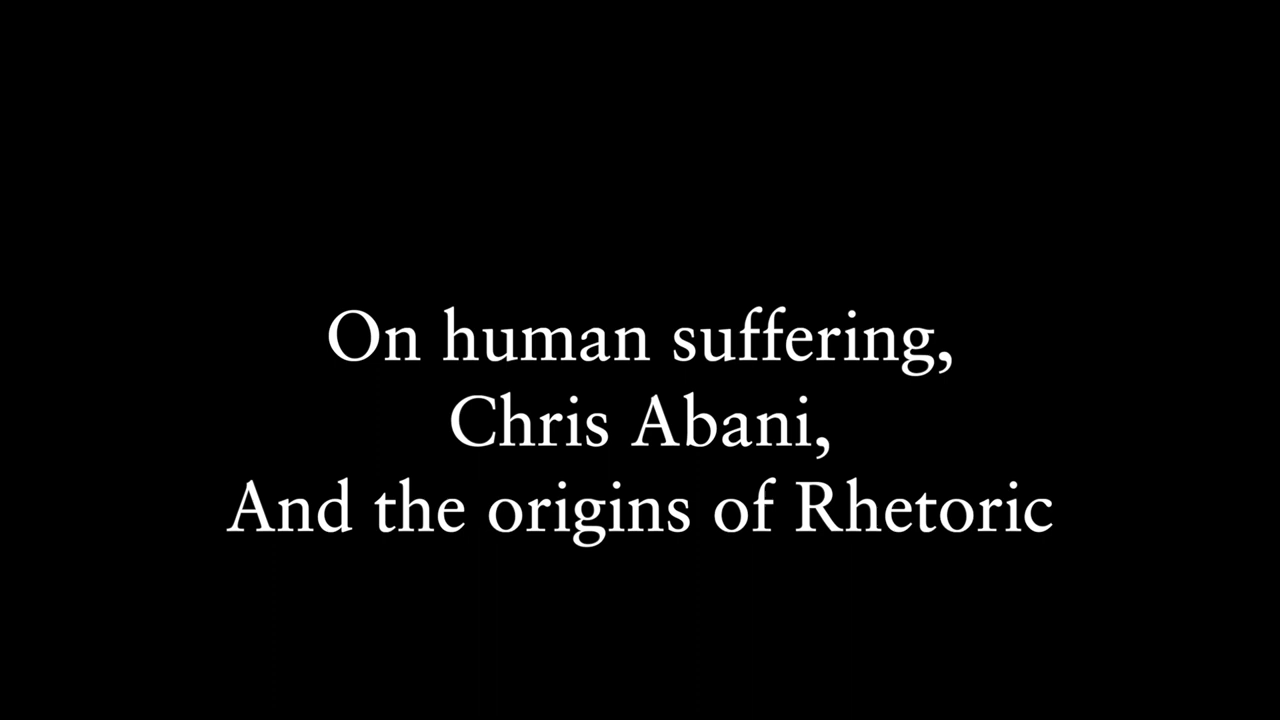 On human suffering,
Chris Abani,
And the origins of Rhetoric